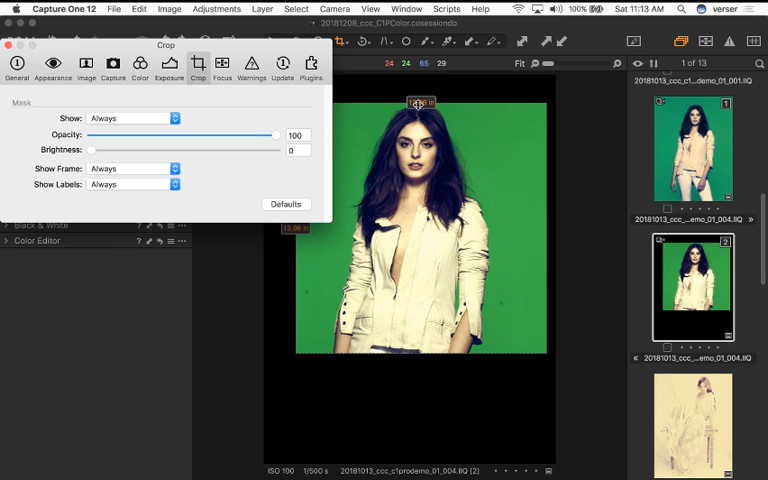 Capture One 12 File Edit Image Adjustments Layer Select Camera View Window Scripts Help 100% Sat 11:13 AM verser
20181208_ccc_C1PColor.cosessiondb
Crop
General Appearance Image Capture Color Exposure Crop Focus Warnings Update Plugins
24 24 65 29 Fit 1 of 13
20181013_ccc_c1...demo_01_001.IIQ
Mask
Show: Always
Opacity: 100
Brightness: 0
Show Frame: Always
Show Labels: Always
Defaults
1
20181013_ccc_...emo_01_004.IIQ »
Black & White ?
Color Editor ?
13.96 in
2
« 20181013_ccc_...emo_01_004.IIQ
ISO 100 1/500 s 20181013_ccc_c1prodemo_01_004.IIQ [2]